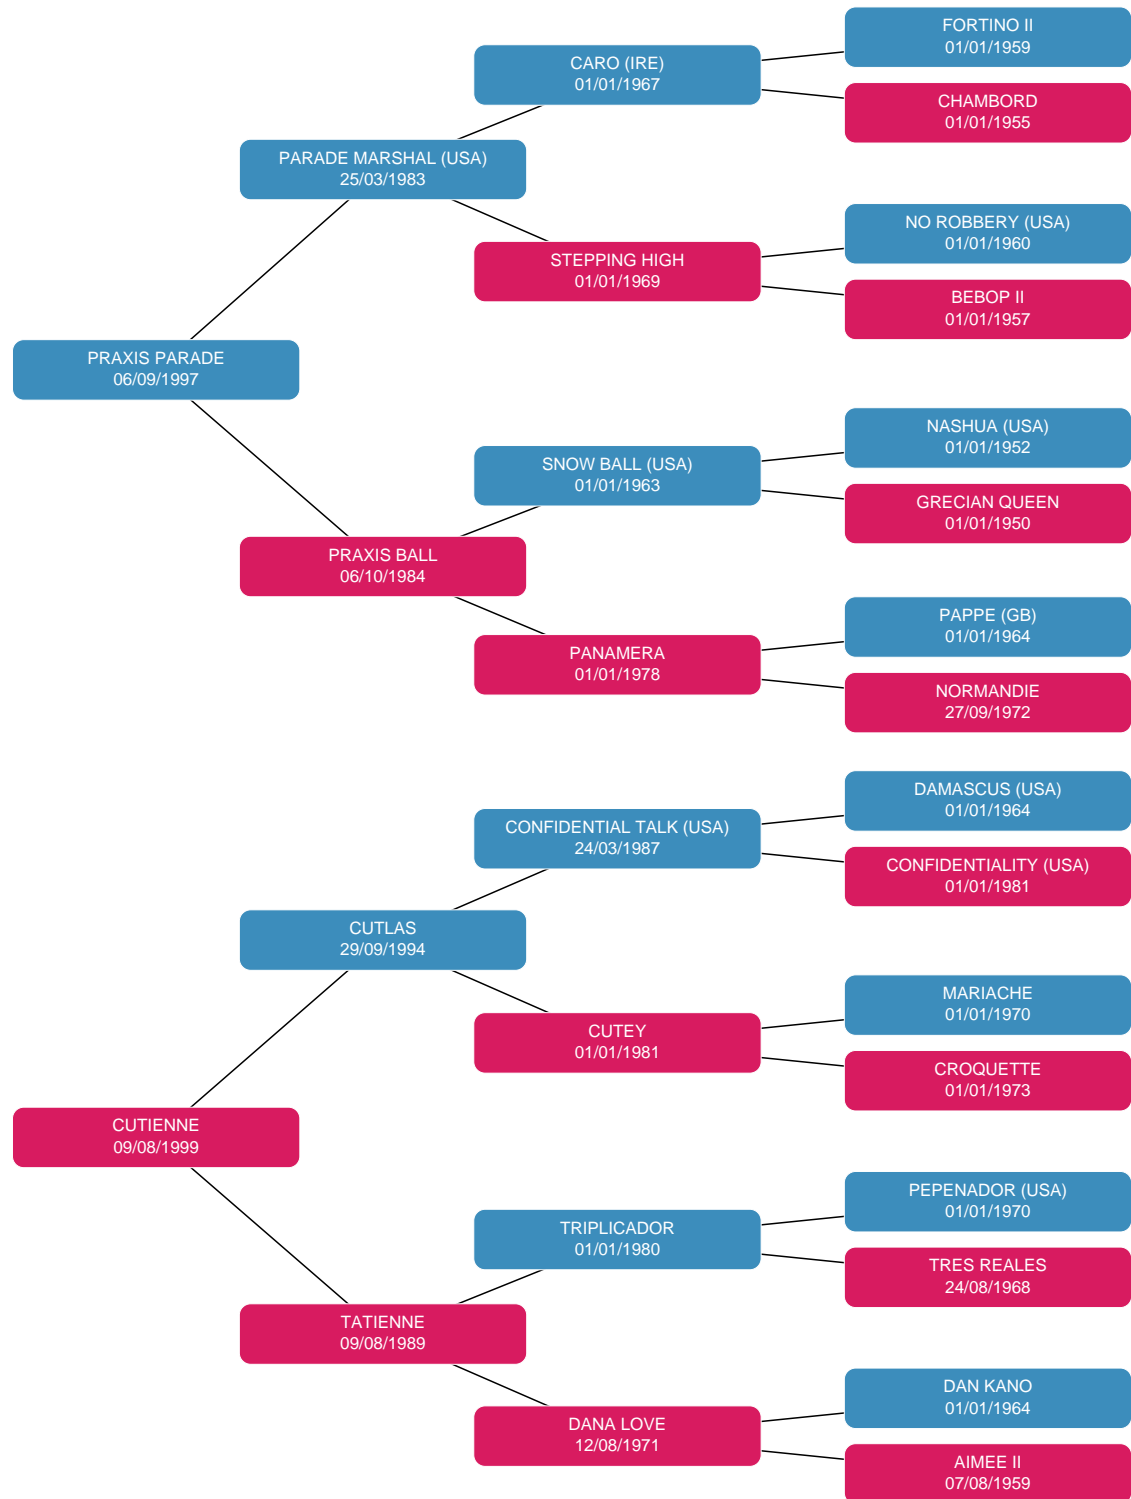 FORTINO II
01/01/1959
CARO (IRE)
01/01/1967
CHAMBORD
01/01/1955
PARADE MARSHAL (USA)
25/03/1983
NO ROBBERY (USA)
01/01/1960
STEPPING HIGH
01/01/1969
BEBOP II
01/01/1957
PRAXIS PARADE
06/09/1997
NASHUA (USA)
01/01/1952
SNOW BALL (USA)
01/01/1963
GRECIAN QUEEN
01/01/1950
PRAXIS BALL
06/10/1984
PAPPE (GB)
01/01/1964
PANAMERA
01/01/1978
NORMANDIE
27/09/1972
DAMASCUS (USA)
01/01/1964
CONFIDENTIAL TALK (USA)
24/03/1987
CONFIDENTIALITY (USA)
01/01/1981
CUTLAS
29/09/1994
MARIACHE
01/01/1970
CUTEY
01/01/1981
CROQUETTE
01/01/1973
CUTIENNE
09/08/1999
PEPENADOR (USA)
01/01/1970
TRIPLICADOR
01/01/1980
TRES REALES
24/08/1968
TATIENNE
09/08/1989
DAN KANO
01/01/1964
DANA LOVE
12/08/1971
AIMEE II
07/08/1959